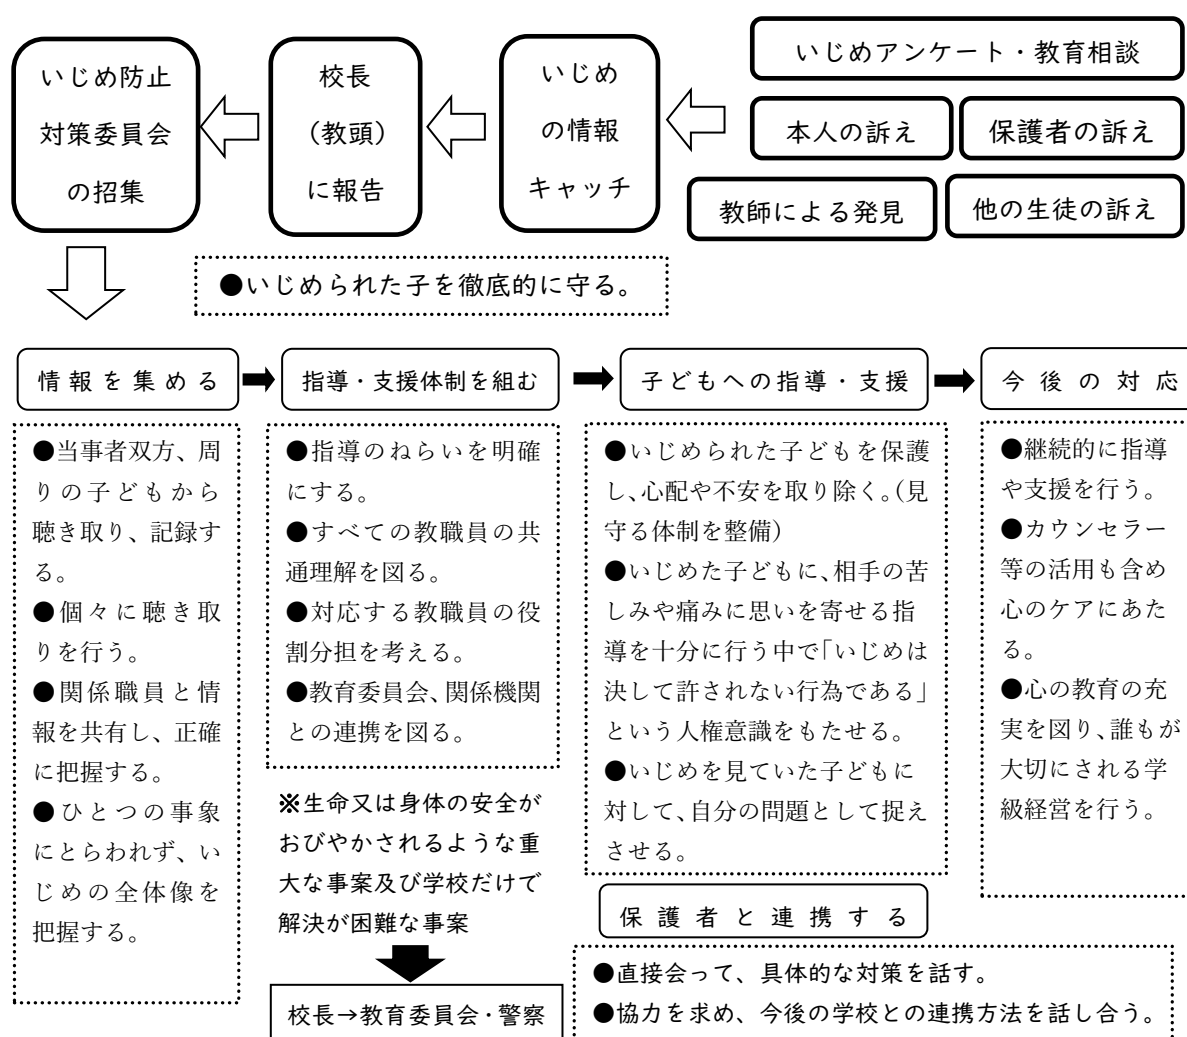 いじめ防止
対策委員会
の招集
校長
(教頭)
に報告
いじめ
の情報
キャッチ
いじめアンケート・教育相談
本人の訴え
保護者の訴え
教師による発見
他の生徒の訴え
●いじめられた子を徹底的に守る。
情報を集める
●当事者双方、周
りの子どもから
聴き取り、記録す
る。
●個々に聴き取
りを行う。
●関係職員と情
報を共有し、正確
に把握する。
●ひとつの事象
にとらわれず、い
じめの全体像を
把握する。
指導・支援体制を組む
●指導のねらいを明確
にする。
●すべての教職員の共
通理解を図る。
●対応する教職員の役
割分担を考える。
●教育委員会、関係機関
との連携を図る。
※生命又は身体の安全が
おびやかされるような重
大な事案及び学校だけで
解決が困難な事案
校長→教育委員会・警察
子どもへの指導・支援
●いじめられた子どもを保護
し、心配や不安を取り除く。(見
守る体制を整備)
●いじめた子どもに、相手の苦
しみや痛みに思いを寄せる指
導を十分に行う中で「いじめは
決して許されない行為である」
という人権意識をもたせる。
●いじめを見ていた子どもに
対して、自分の問題として捉え
させる。
保護者と連携する
●直接会って、具体的な対策を話す。
●協力を求め、今後の学校との連携方法を話し合う。
今後の対応
●継続的に指導
や支援を行う。
●カウンセラー
等の活用も含め
心のケアにあた
る。
●心の教育の充
実を図り、誰もが
大切にされる学
級経営を行う。